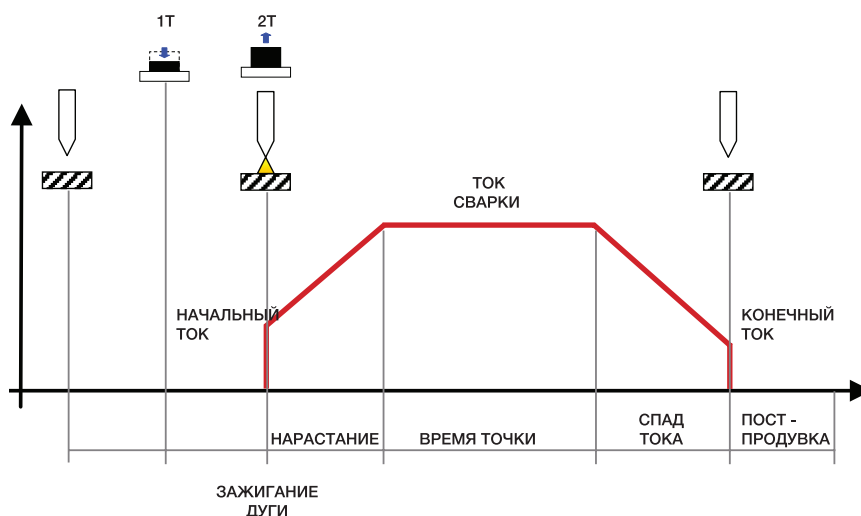 1T
2T
ТОК
СВАРКИ
НАЧАЛЬНЫЙ
ТОК
КОНЕЧНЫЙ
ТОК
НАРАСТАНИЕ
ВРЕМЯ ТОЧКИ
СПАД
ТОКА
ПОСТ -
ПРОДУВКА
ЗАЖИГАНИЕ
ДУГИ